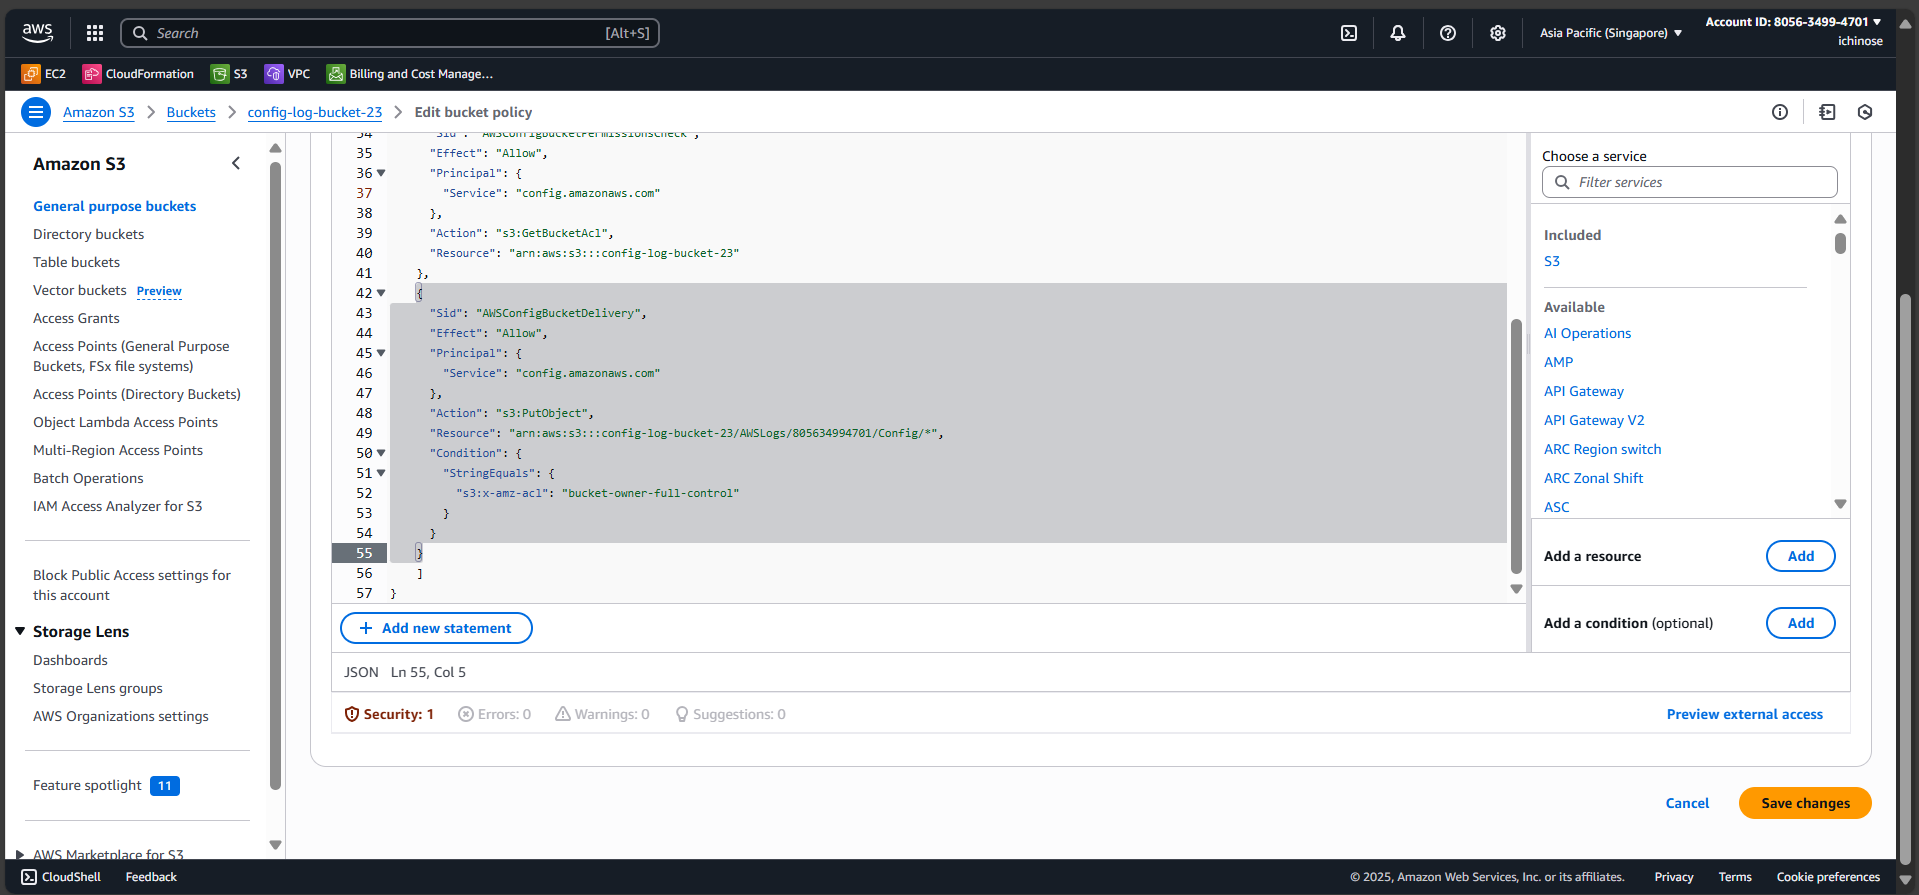 aws
Search
[Alt+S]
Asia Pacific (Singapore)
Account ID: 8056-3499-4701
ichinose
EC2
CloudFormation
S3
VPC
Billing and Cost Manage...
Amazon S3
Buckets
config-log-bucket-23
Edit bucket policy
Amazon S3
General purpose buckets
Directory buckets
Table buckets
Vector buckets Preview
Access Grants
Access Points (General Purpose
Buckets, FSx file systems)
Access Points (Directory Buckets)
Object Lambda Access Points
Multi-Region Access Points
Batch Operations
IAM Access Analyzer for S3
Block Public Access settings for
this account
Storage Lens
Dashboards
Storage Lens groups
AWS Organizations settings
Feature spotlight 11
AWS Marketplace for S3
34 "Sid": "AWSConfigBucketPermissionsCheck",
35 "Effect": "Allow",
36 "Principal": {
37 "Service": "config.amazonaws.com"
38 },
39 "Action": "s3:GetBucketAcl",
40 "Resource": "arn:aws:s3:::config-log-bucket-23"
41 },
42 {
43 "Sid": "AWSConfigBucketDelivery",
44 "Effect": "Allow",
45 "Principal": {
46 "Service": "config.amazonaws.com"
47 },
48 "Action": "s3:PutObject",
49 "Resource": "arn:aws:s3:::config-log-bucket-23/AWSLogs/805634994701/Config/*",
50 "Condition": {
51 "StringEquals": {
52 "s3:x-amz-acl": "bucket-owner-full-control"
53 }
54 }
55 }
56 ]
57 }
+ Add new statement
JSON Ln 55, Col 5
Security: 1
Errors: 0
Warnings: 0
Suggestions: 0
Preview external access
Choose a service
Filter services
Included
S3
Available
AI Operations
AMP
API Gateway
API Gateway V2
ARC Region switch
ARC Zonal Shift
ASC
Add a resource
Add
Add a condition (optional)
Add
Cancel
Save changes
CloudShell
Feedback
© 2025, Amazon Web Services, Inc. or its affiliates.
Privacy
Terms
Cookie preferences